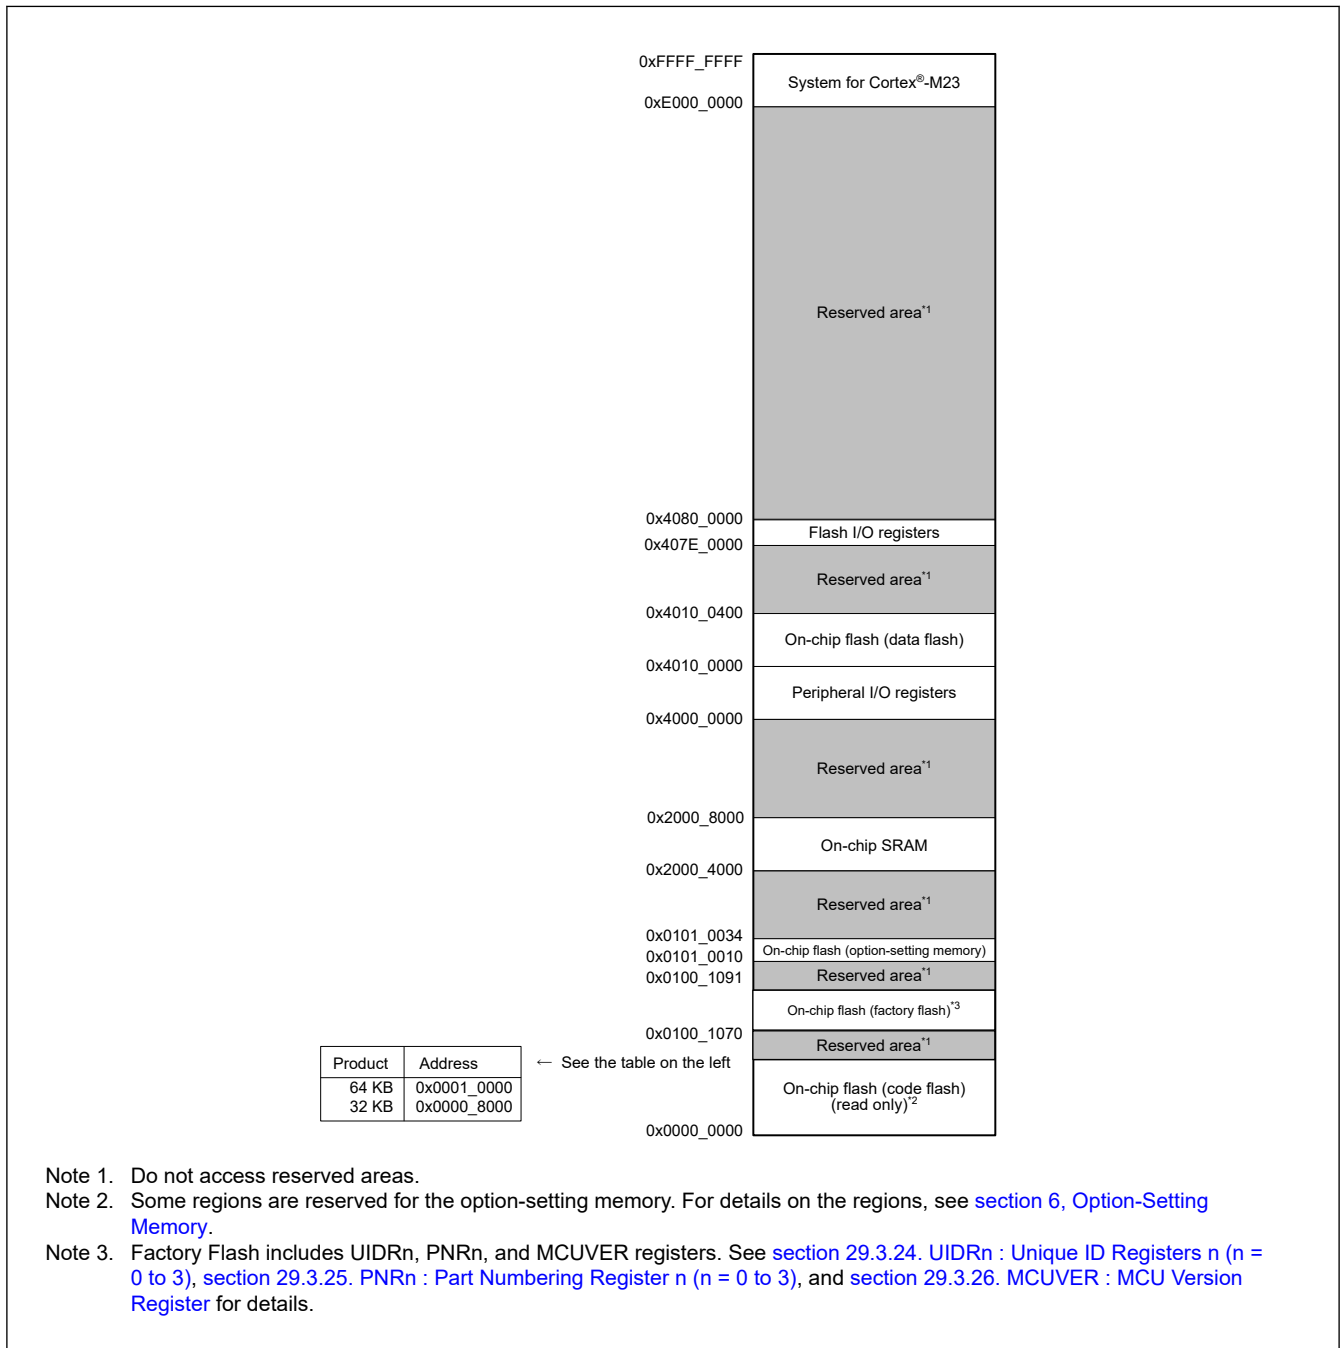 0xFFFF_FFFF
System for Cortex®-M23
0xE000_0000
Reserved area*1
0x4080_0000
Flash I/O registers
0x407E_0000
Reserved area*1
0x4010_0400
On-chip flash (data flash)
0x4010_0000
Peripheral I/O registers
0x4000_0000
Reserved area*1
0x2000_8000
On-chip SRAM
0x2000_4000
Reserved area*1
0x0101_0034
On-chip flash (option-setting memory)
0x0101_0010
Reserved area*1
0x0100_1091
On-chip flash (factory flash)*3
0x0100_1070
Reserved area*1
Product Address ← See the table on the left
64 KB 0x0001_0000
32 KB 0x0000_8000
On-chip flash (code flash)
(read only)*2
0x0000_0000
Note 1. Do not access reserved areas.
Note 2. Some regions are reserved for the option-setting memory. For details on the regions, see section 6, Option-Setting
Memory.
Note 3. Factory Flash includes UIDRn, PNRn, and MCUVER registers. See section 29.3.24. UIDRn : Unique ID Registers n (n =
0 to 3), section 29.3.25. PNRn : Part Numbering Register n (n = 0 to 3), and section 29.3.26. MCUVER : MCU Version
Register for details.